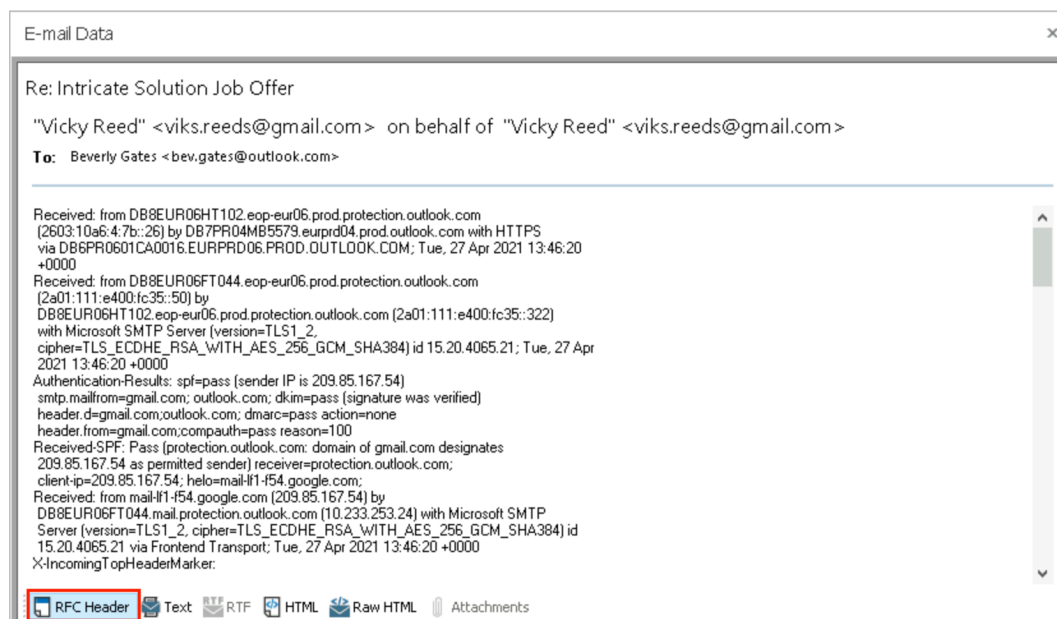 E-mail Data
Re: Intricate Solution Job Offer
"Vicky Reed" <viks.reeds@gmail.com> on behalf of "Vicky Reed" <viks.reeds@gmail.com>
To: Beverly Gates <bev.gates@outlook.com>
Received: from DB8EUR06HT102.eop-eur06.prod.protection.outlook.com
(2603:10a6:4:7b::26) by DB7PR04MB5579.eurprd04.prod.outlook.com with HTTPS
via DB6PR0601CA0016.EURPRD06.PROD.OUTLOOK.COM; Tue, 27 Apr 2021 13:46:20
+0000
Received: from DB8EUR06FT044.eop-eur06.prod.protection.outlook.com
(2a01:111:e400:fc35::50) by
DB8EUR06HT102.eop-eur06.prod.protection.outlook.com (2a01:111:e400:fc35::322)
with Microsoft SMTP Server (version=TLS1_2,
cipher=TLS_ECDHE_RSA_WITH_AES_256_GCM_SHA384) id 15.20.4065.21; Tue, 27 Apr
2021 13:46:20 +0000
Authentication-Results: spf=pass (sender IP is 209.85.167.54)
smtp.mailfrom=gmail.com; outlook.com; dkim=pass (signature was verified)
header.d=gmail.com;outlook.com; dmarc=pass action=none
header.from=gmail.com;compauth=pass reason=100
Received-SPF: Pass (protection.outlook.com: domain of gmail.com designates
209.85.167.54 as permitted sender) receiver=protection.outlook.com;
client-ip=209.85.167.54; helo=mail-lf1-f54.google.com;
Received: from mail-lf1-f54.google.com (209.85.167.54) by
DB8EUR06FT044.mail.protection.outlook.com (10.233.253.24) with Microsoft SMTP
Server (version=TLS1_2, cipher=TLS_ECDHE_RSA_WITH_AES_256_GCM_SHA384) id
15.20.4065.21 via Frontend Transport; Tue, 27 Apr 2021 13:46:20 +0000
X-IncomingTopHeaderMarker:
RFC Header Text RTF HTML Raw HTML Attachments